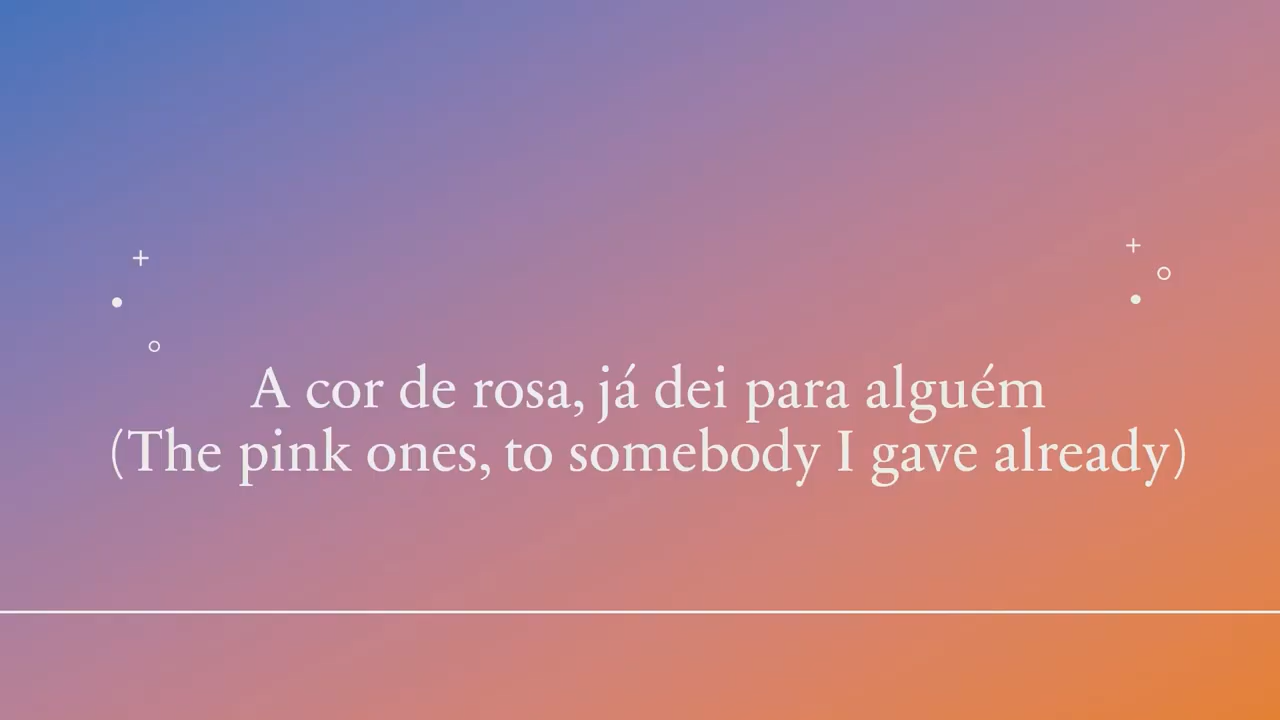 A cor de rosa, já dei para alguém
(The pink ones, to somebody I gave already)